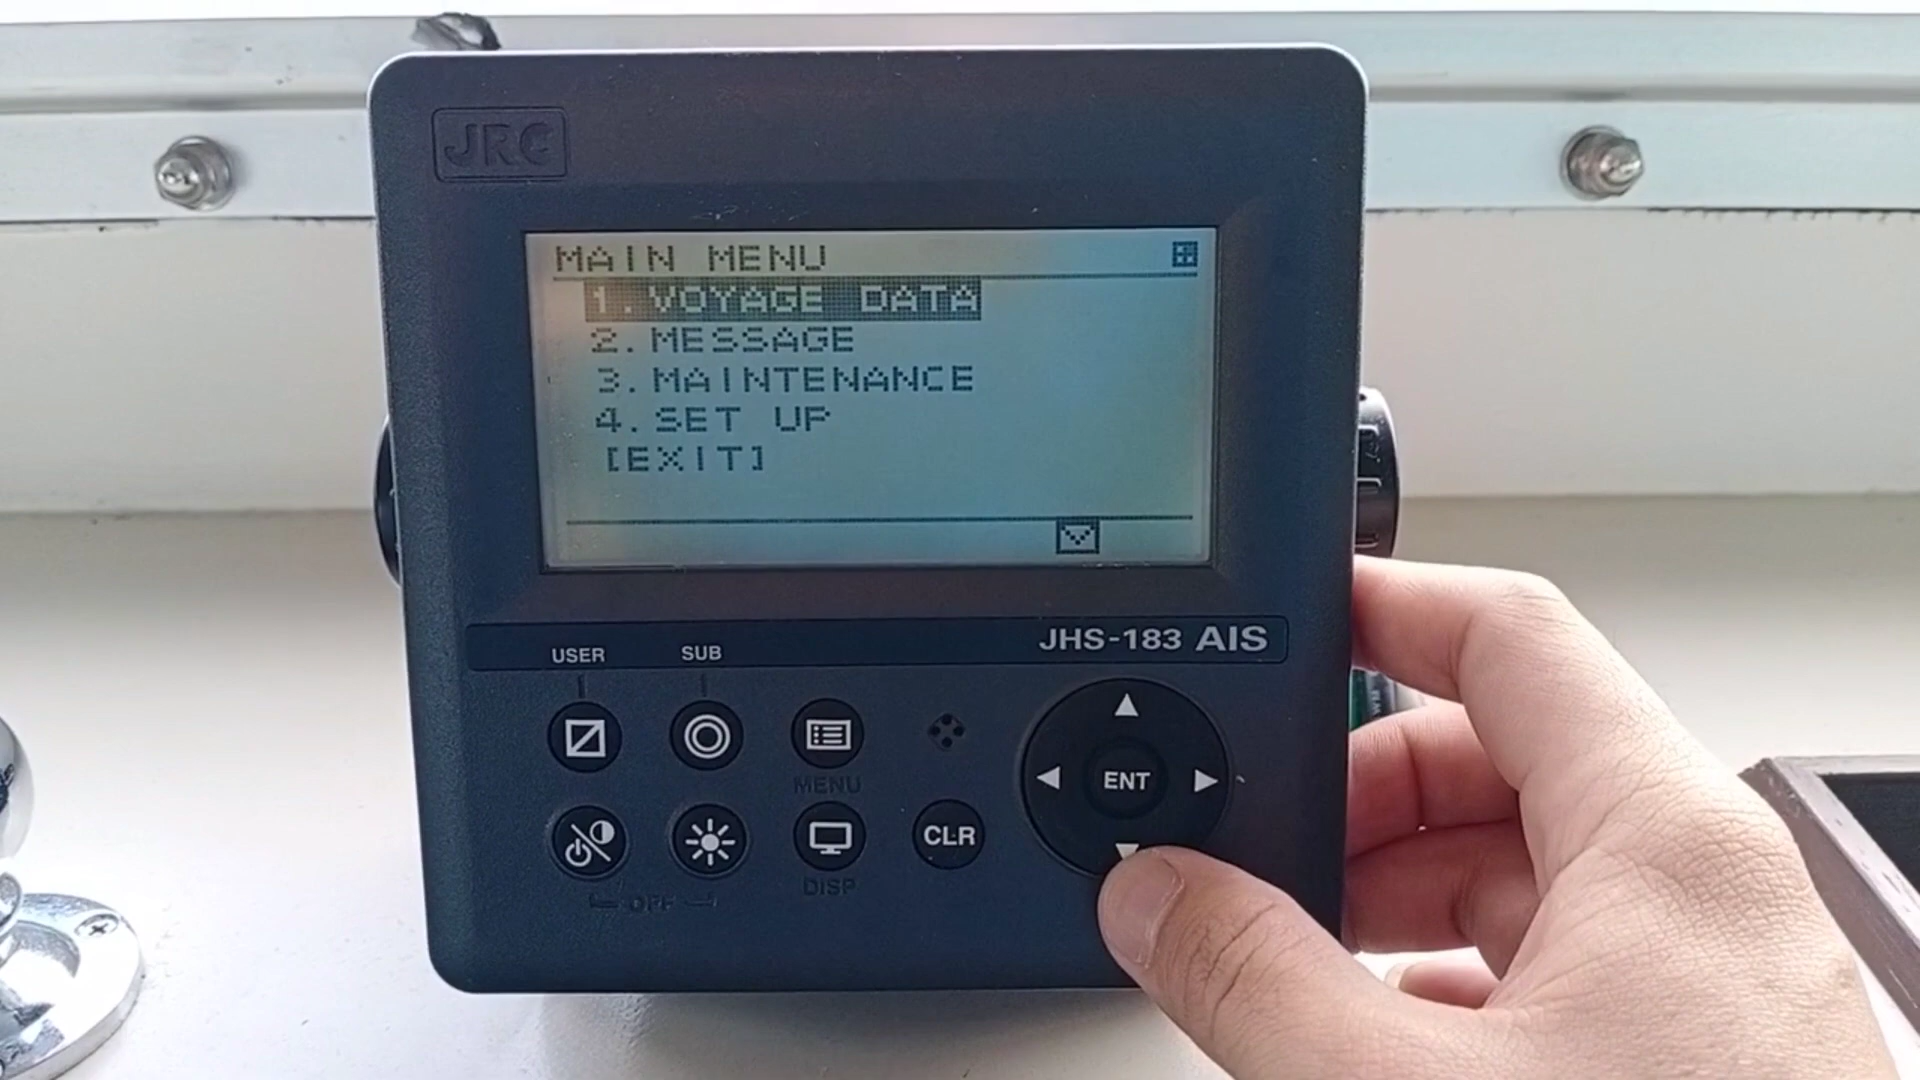 JRC
MAIN MENU
1.VOYAGE DATA
2.MESSAGE
3.MAINTENANCE
4.SET UP
[EXIT]
JHS-183 AIS
USER
SUB
MENU
ENT
CLR
DISP
OFF